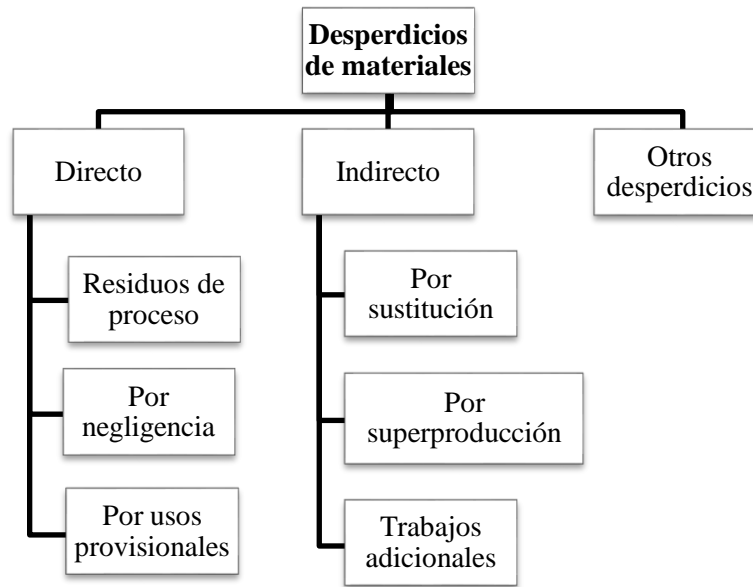 Desperdicios
de materiales
Directo
Indirecto
Otros
desperdicios
Residuos de
proceso
Por
negligencia
Por usos
provisionales
Por
sustitución
Por
superproducción
Trabajos
adicionales